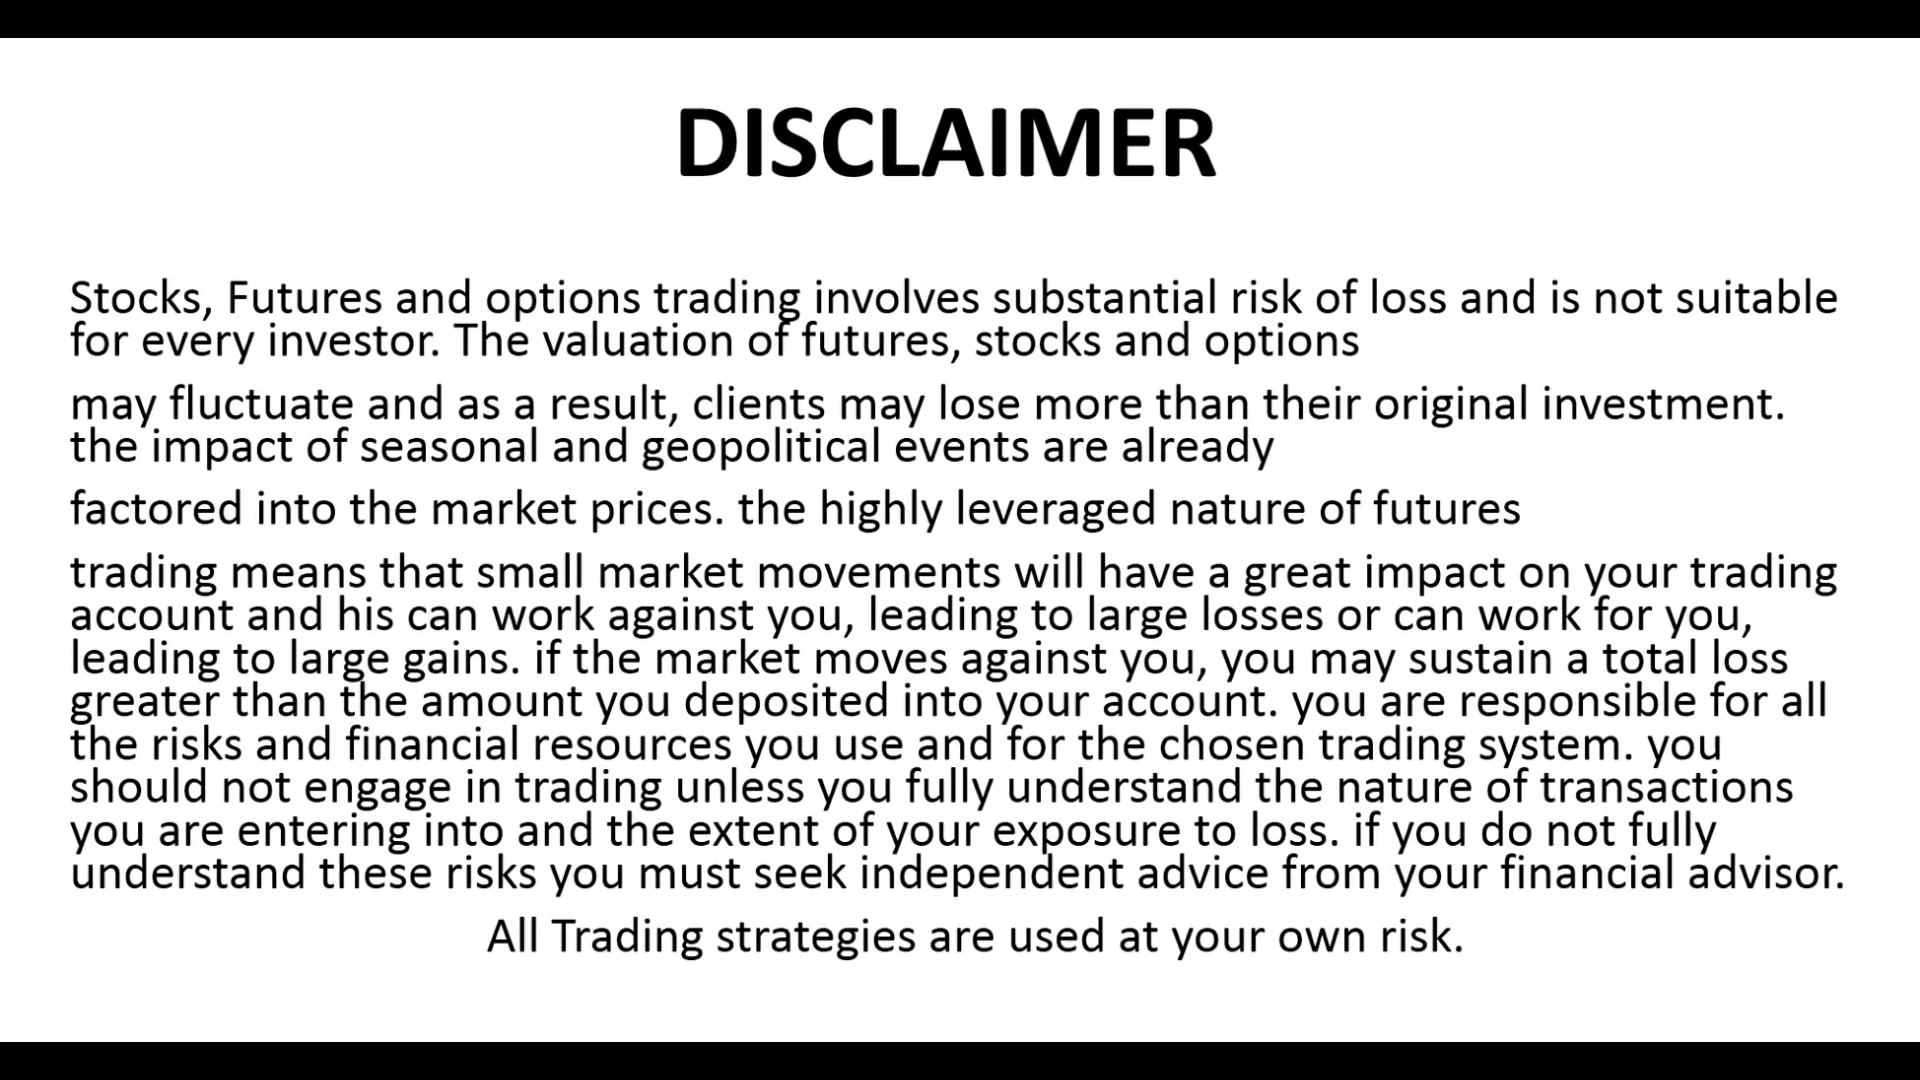 DISCLAIMER
Stocks, Futures and options trading involves substantial risk of loss and is not suitable
for every investor. The valuation of futures, stocks and options
may fluctuate and as a result, clients may lose more than their original investment.
the impact of seasonal and geopolitical events are already
factored into the market prices. the highly leveraged nature of futures
trading means that small market movements will have a great impact on your trading
account and his can work against you, leading to large losses or can work for you,
leading to large gains. if the market moves against you, you may sustain a total loss
greater than the amount you deposited into your account. you are responsible for all
the risks and financial resources you use and for the chosen trading system. you
should not engage in trading unless you fully understand the nature of transactions
you are entering into and the extent of your exposure to loss. if you do not fully
understand these risks you must seek independent advice from your financial advisor.
All Trading strategies are used at your own risk.